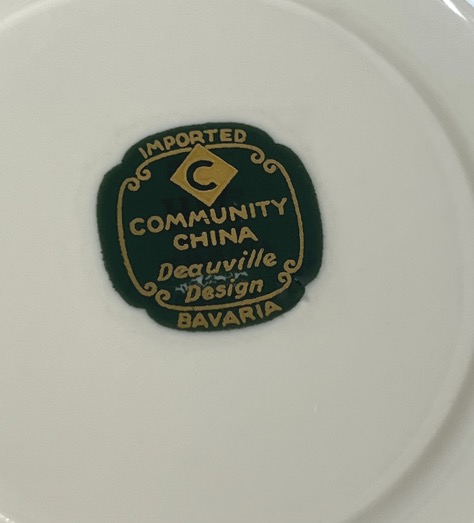 IMPORTED
C
COMMUNITY
CHINA
Deauville
Design
BAVARIA